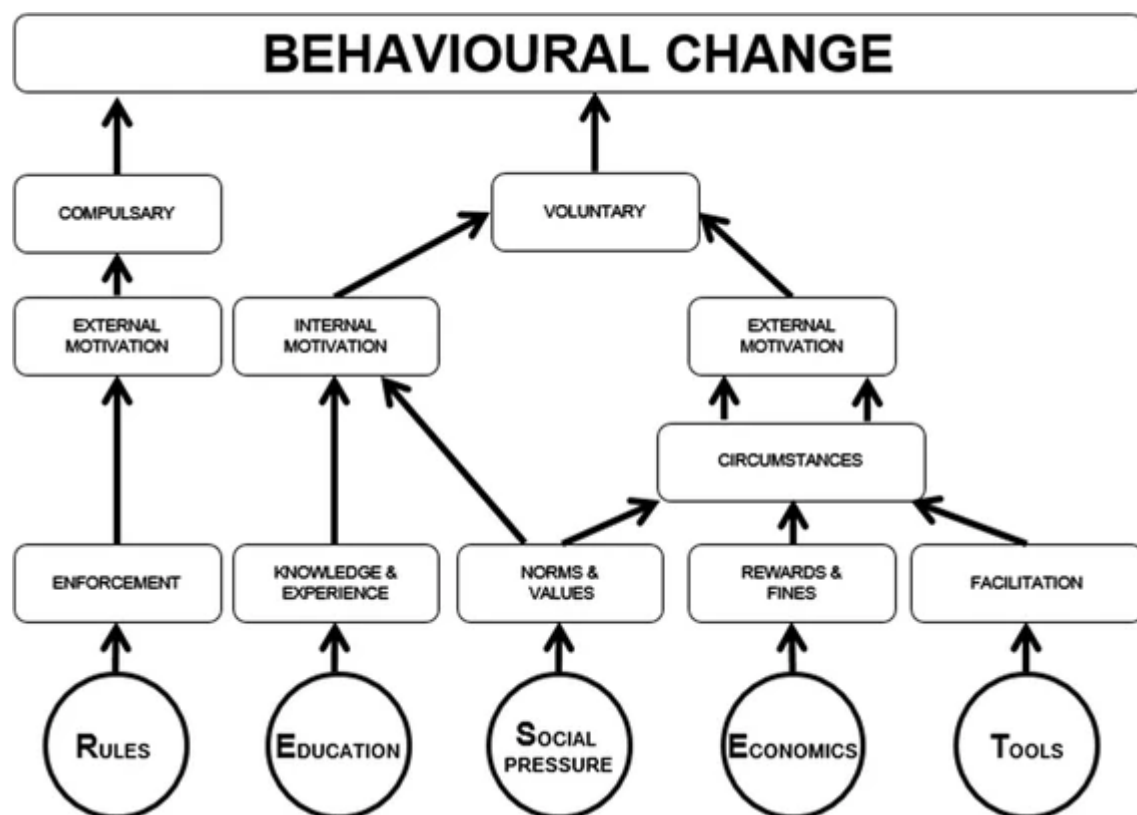 BEHAVIOURAL CHANGE
COMPULSARY
VOLUNTARY
EXTERNAL
MOTIVATION
INTERNAL
MOTIVATION
EXTERNAL
MOTIVATION
CIRCUMSTANCES
ENFORCEMENT
KNOWLEDGE &
EXPERIENCE
NORMS &
VALUES
REWARDS &
FINES
FACILITATION
RULES
EDUCATION
SOCIAL
PRESSURE
ECONOMICS
TOOLS